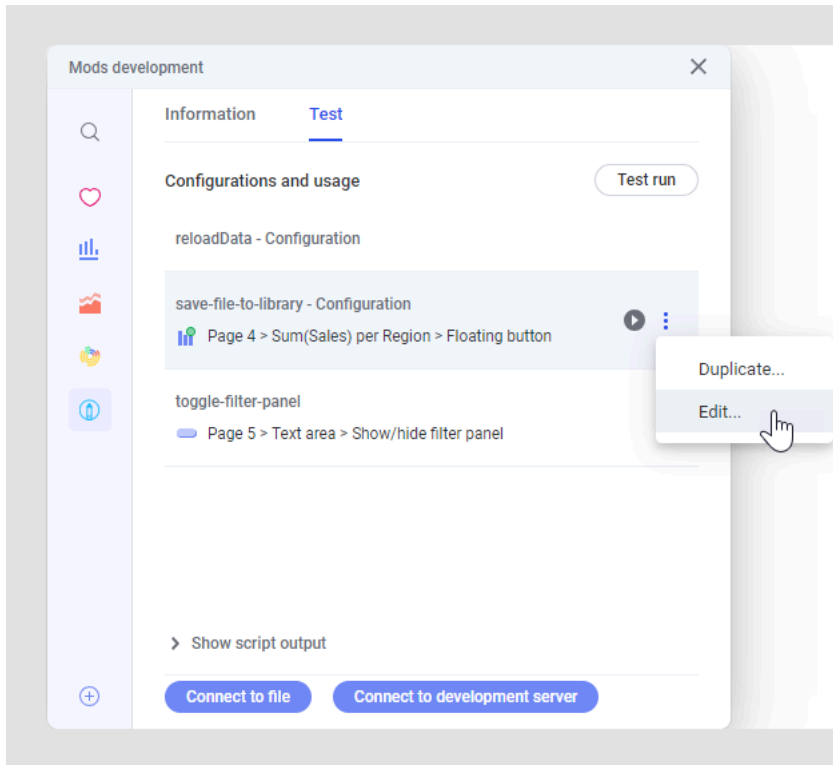 Mods development
Information Test
Configurations and usage Test run
reloadData - Configuration
save-file-to-library - Configuration
Page 4 > Sum(Sales) per Region > Floating button
Duplicate...
Edit...
toggle-filter-panel
Page 5 > Text area > Show/hide filter panel
Show script output
Connect to file Connect to development server